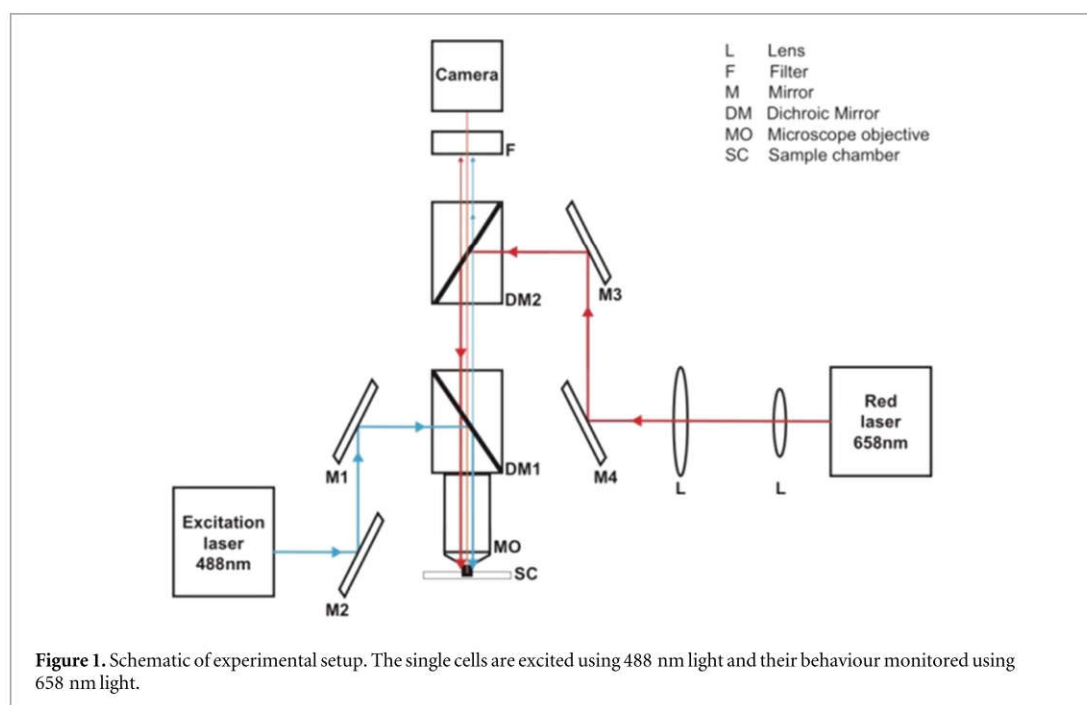 Camera
L Lens
F Filter
M Mirror
DM Dichroic Mirror
MO Microscope objective
SC Sample chamber
F
DM2
M3
M1
DM1
M4
L
L
Red
laser
658nm
Excitation
laser
488nm
M2
MO
SC
Figure 1. Schematic of experimental setup. The single cells are excited using 488 nm light and their behaviour monitored using
658 nm light.